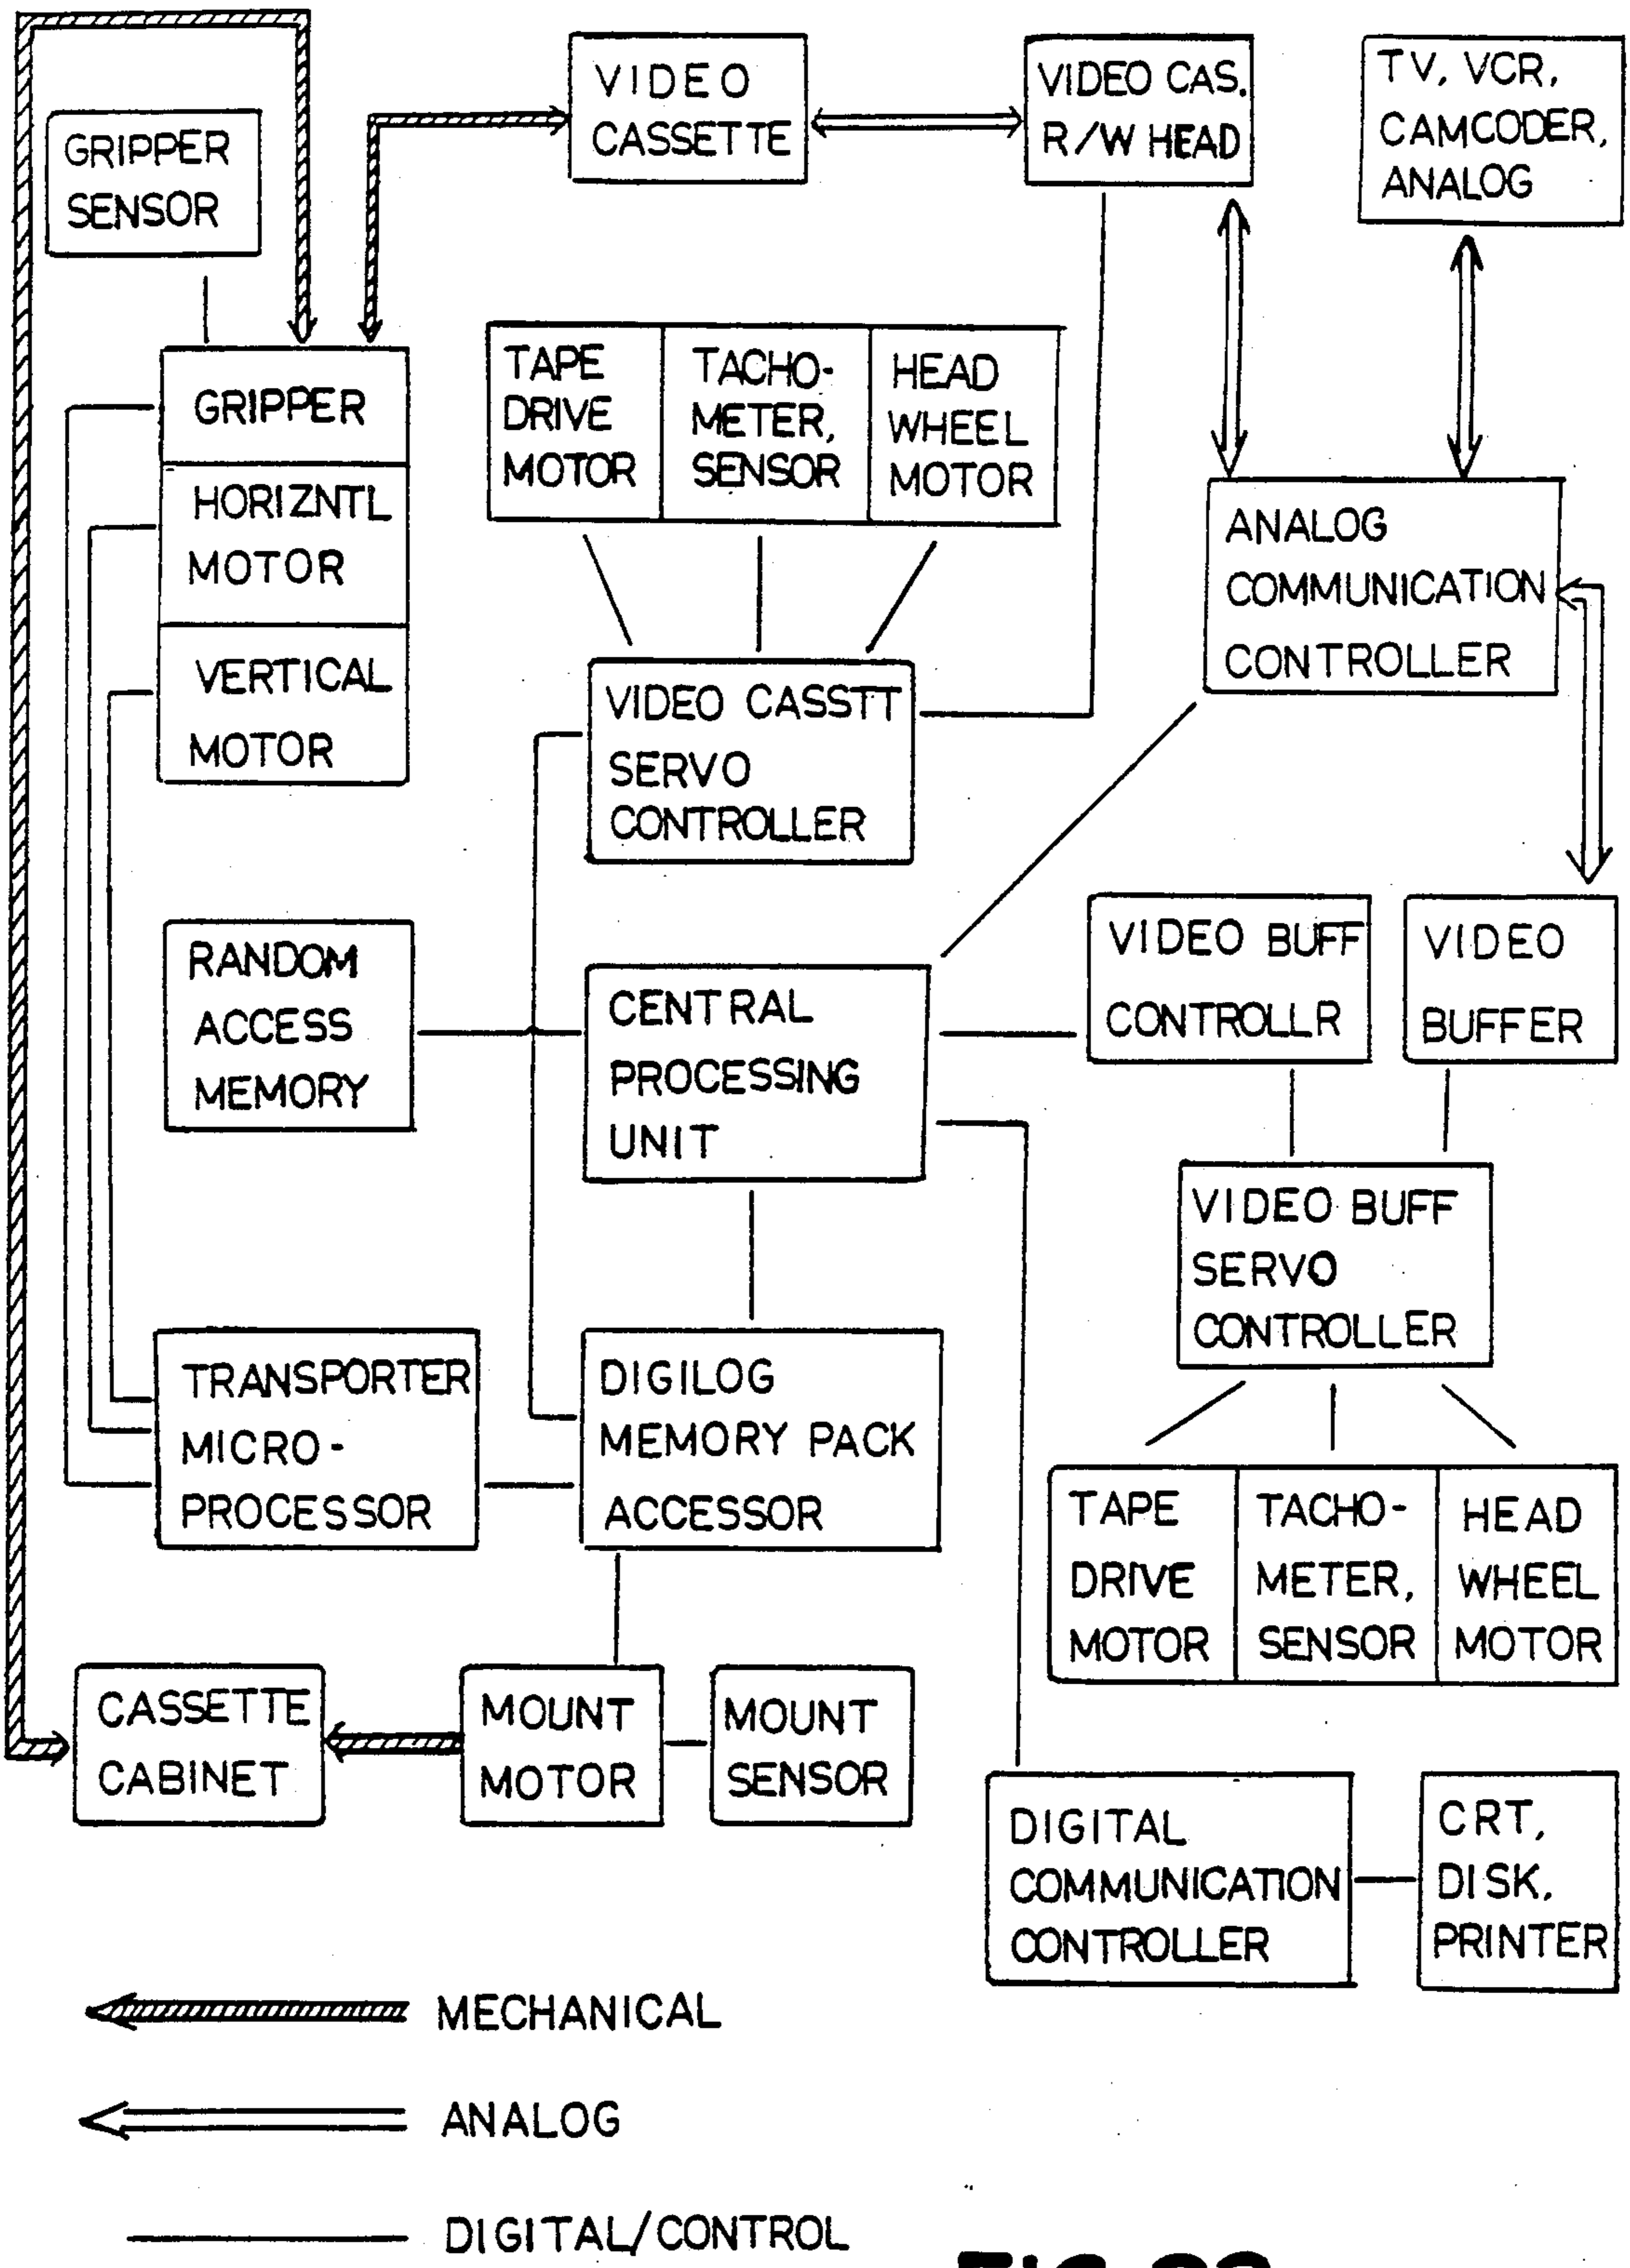 VIDEO
CASSETTE
VIDEO CAS.
R/W HEAD
TV, VCR,
CAMCODER,
ANALOG
GRIPPER
SENSOR
GRIPPER
HORIZNTL
MOTOR
VERTICAL
MOTOR
TAPE
DRIVE
MOTOR
TACHO-
METER,
SENSOR
HEAD
WHEEL
MOTOR
ANALOG
COMMUNICATION
CONTROLLER
VIDEO CASSTT
SERVO
CONTROLLER
RANDOM
ACCESS
MEMORY
CENTRAL
PROCESSING
UNIT
VIDEO BUFF
CONTROLLR
VIDEO
BUFFER
VIDEO BUFF
SERVO
CONTROLLER
TRANSPORTER
MICRO-
PROCESSOR
DIGILOG
MEMORY PACK
ACCESSOR
TAPE
DRIVE
MOTOR
TACHO-
METER,
SENSOR
HEAD
WHEEL
MOTOR
CASSETTE
CABINET
MOUNT
MOTOR
MOUNT
SENSOR
DIGITAL
COMMUNICATION
CONTROLLER
CRT,
DISK,
PRINTER
MECHANICAL
ANALOG
DIGITAL/CONTROL